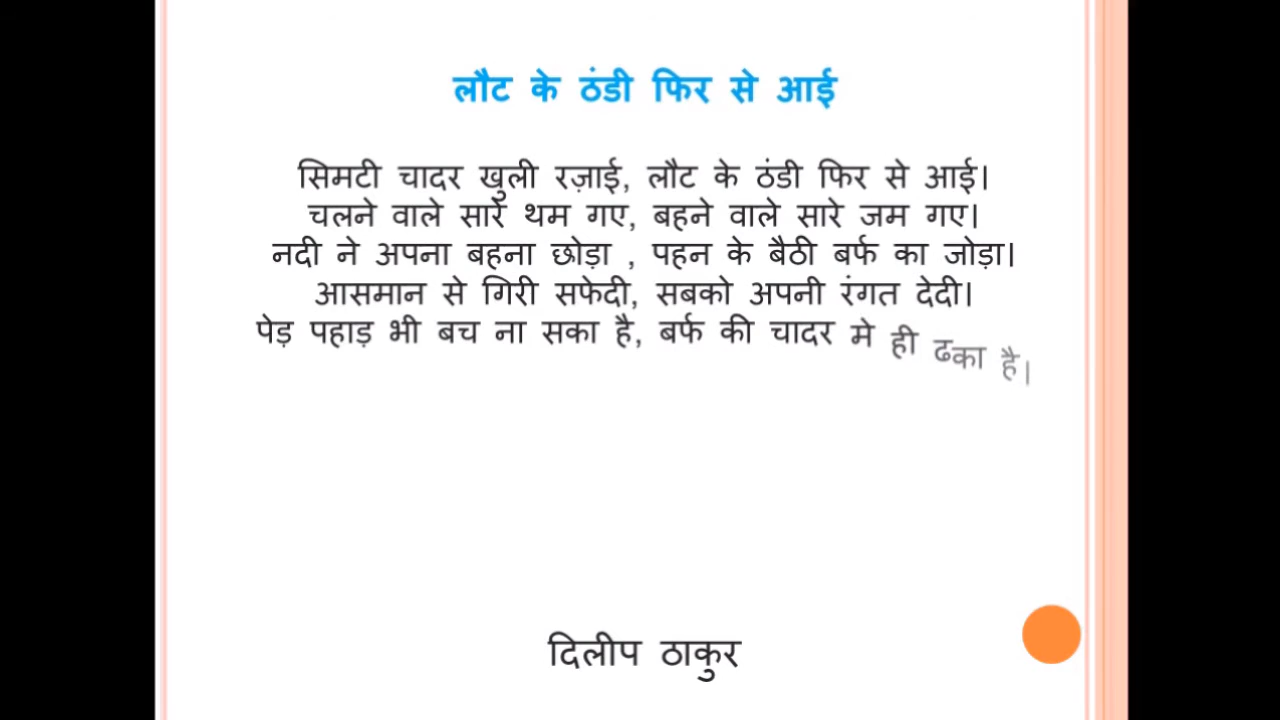 लौट के ठंडी फिर से आई
सिमटी चादर खुली रज़ाई, लौट के ठंडी फिर से आई।
चलने वाले सारे थम गए, बहने वाले सारे जम गए।
नदी ने अपना बहना छोड़ा , पहन के बैठी बर्फ का जोड़ा।
आसमान से गिरी सफेदी, सबको अपनी रंगत देदी।
पेड़ पहाड़ भी बच ना सका है, बर्फ की चादर मे ही ढका है।
दिलीप ठाकुर